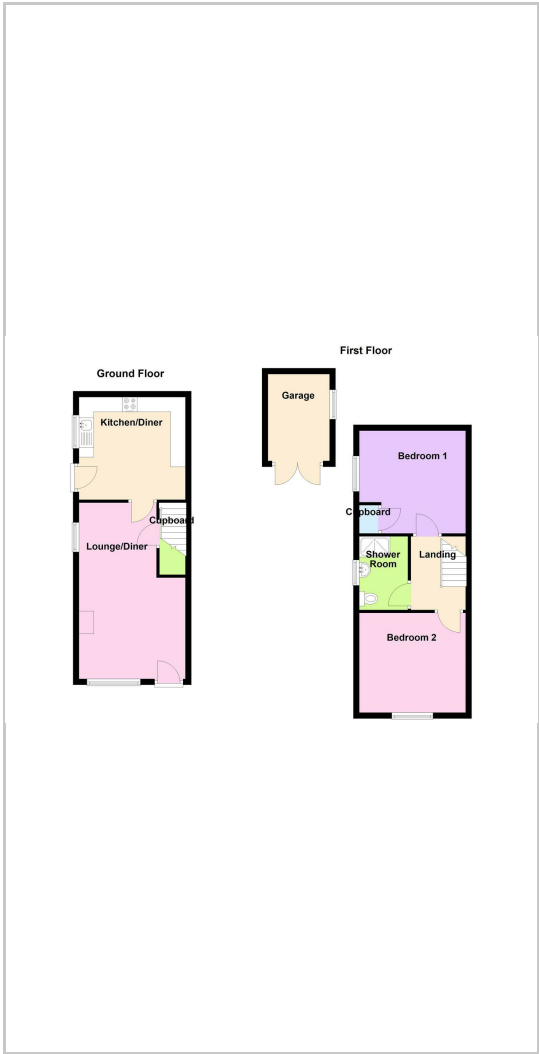 First Floor
Ground Floor
Garage
Kitchen/Diner
Bedroom 1
Cupboard
Cupboard
Lounge/Diner
Shower
Room
Landing
Bedroom 2